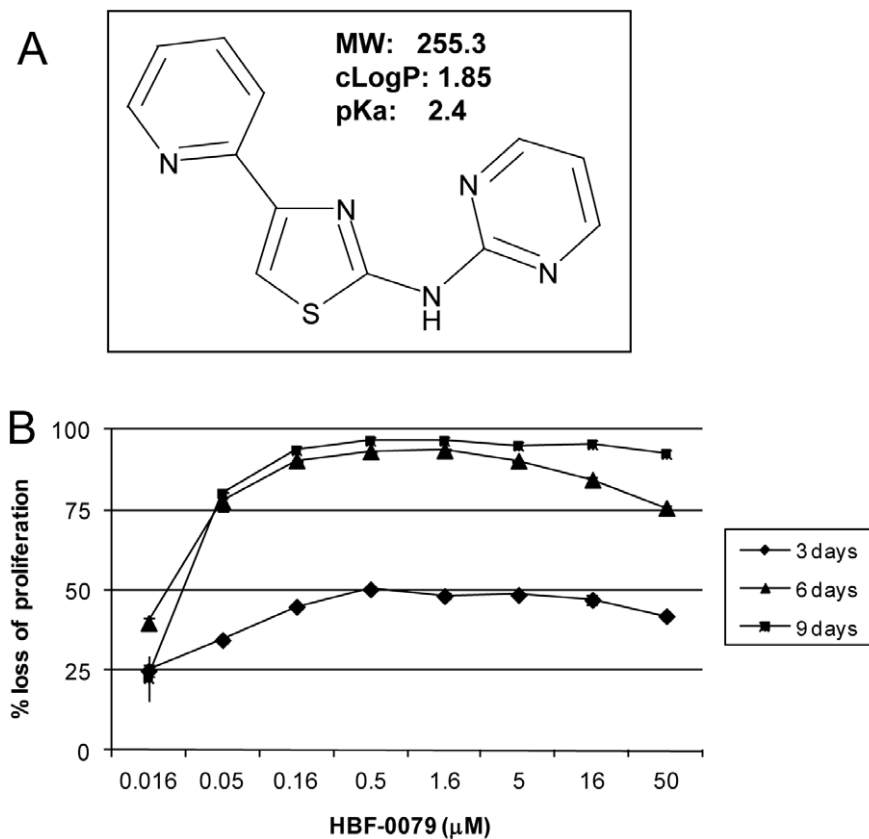 A
MW: 255.3
cLogP: 1.85
pKa: 2.4
N
N
N
N
N
H
S
B
% loss of proliferation
100
75
50
25
0
0.016 0.05 0.16 0.5 1.6 5 16 50
HBF-0079 (μM)
3 days
6 days
9 days